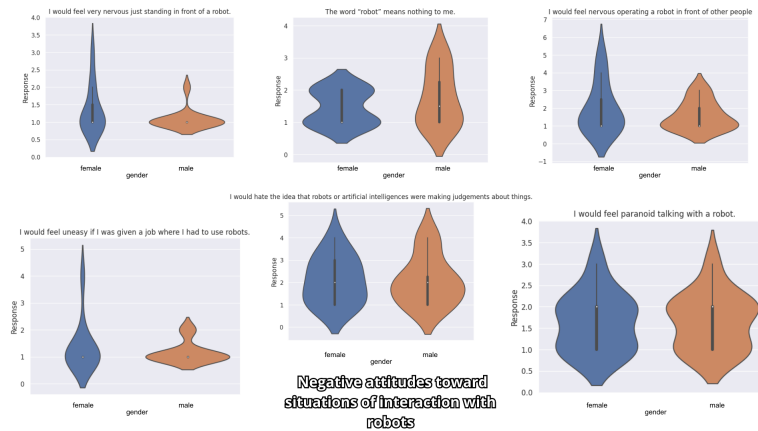 I would feel very nervous just standing in front of a robot.
4.0
3.5
3.0
2.5
2.0
1.5
1.0
0.5
0.0
Response
female
male
gender
The word "robot" means nothing to me.
4
3
2
1
0
Response
female
male
gender
I would feel nervous operating a robot in front of other people
7
6
5
4
3
2
1
0
−1
Response
female
male
gender
I would feel uneasy if I was given a job where I had to use robots.
5
4
3
2
1
0
Response
female
male
gender
I would hate the idea that robots or artificial intelligences were making judgements about things.
5
4
3
2
1
0
Response
female
male
gender
I would feel paranoid talking with a robot.
4.0
3.5
3.0
2.5
2.0
1.5
1.0
0.5
0.0
Response
female
male
gender
Negative attitudes toward
situations of interaction with
robots